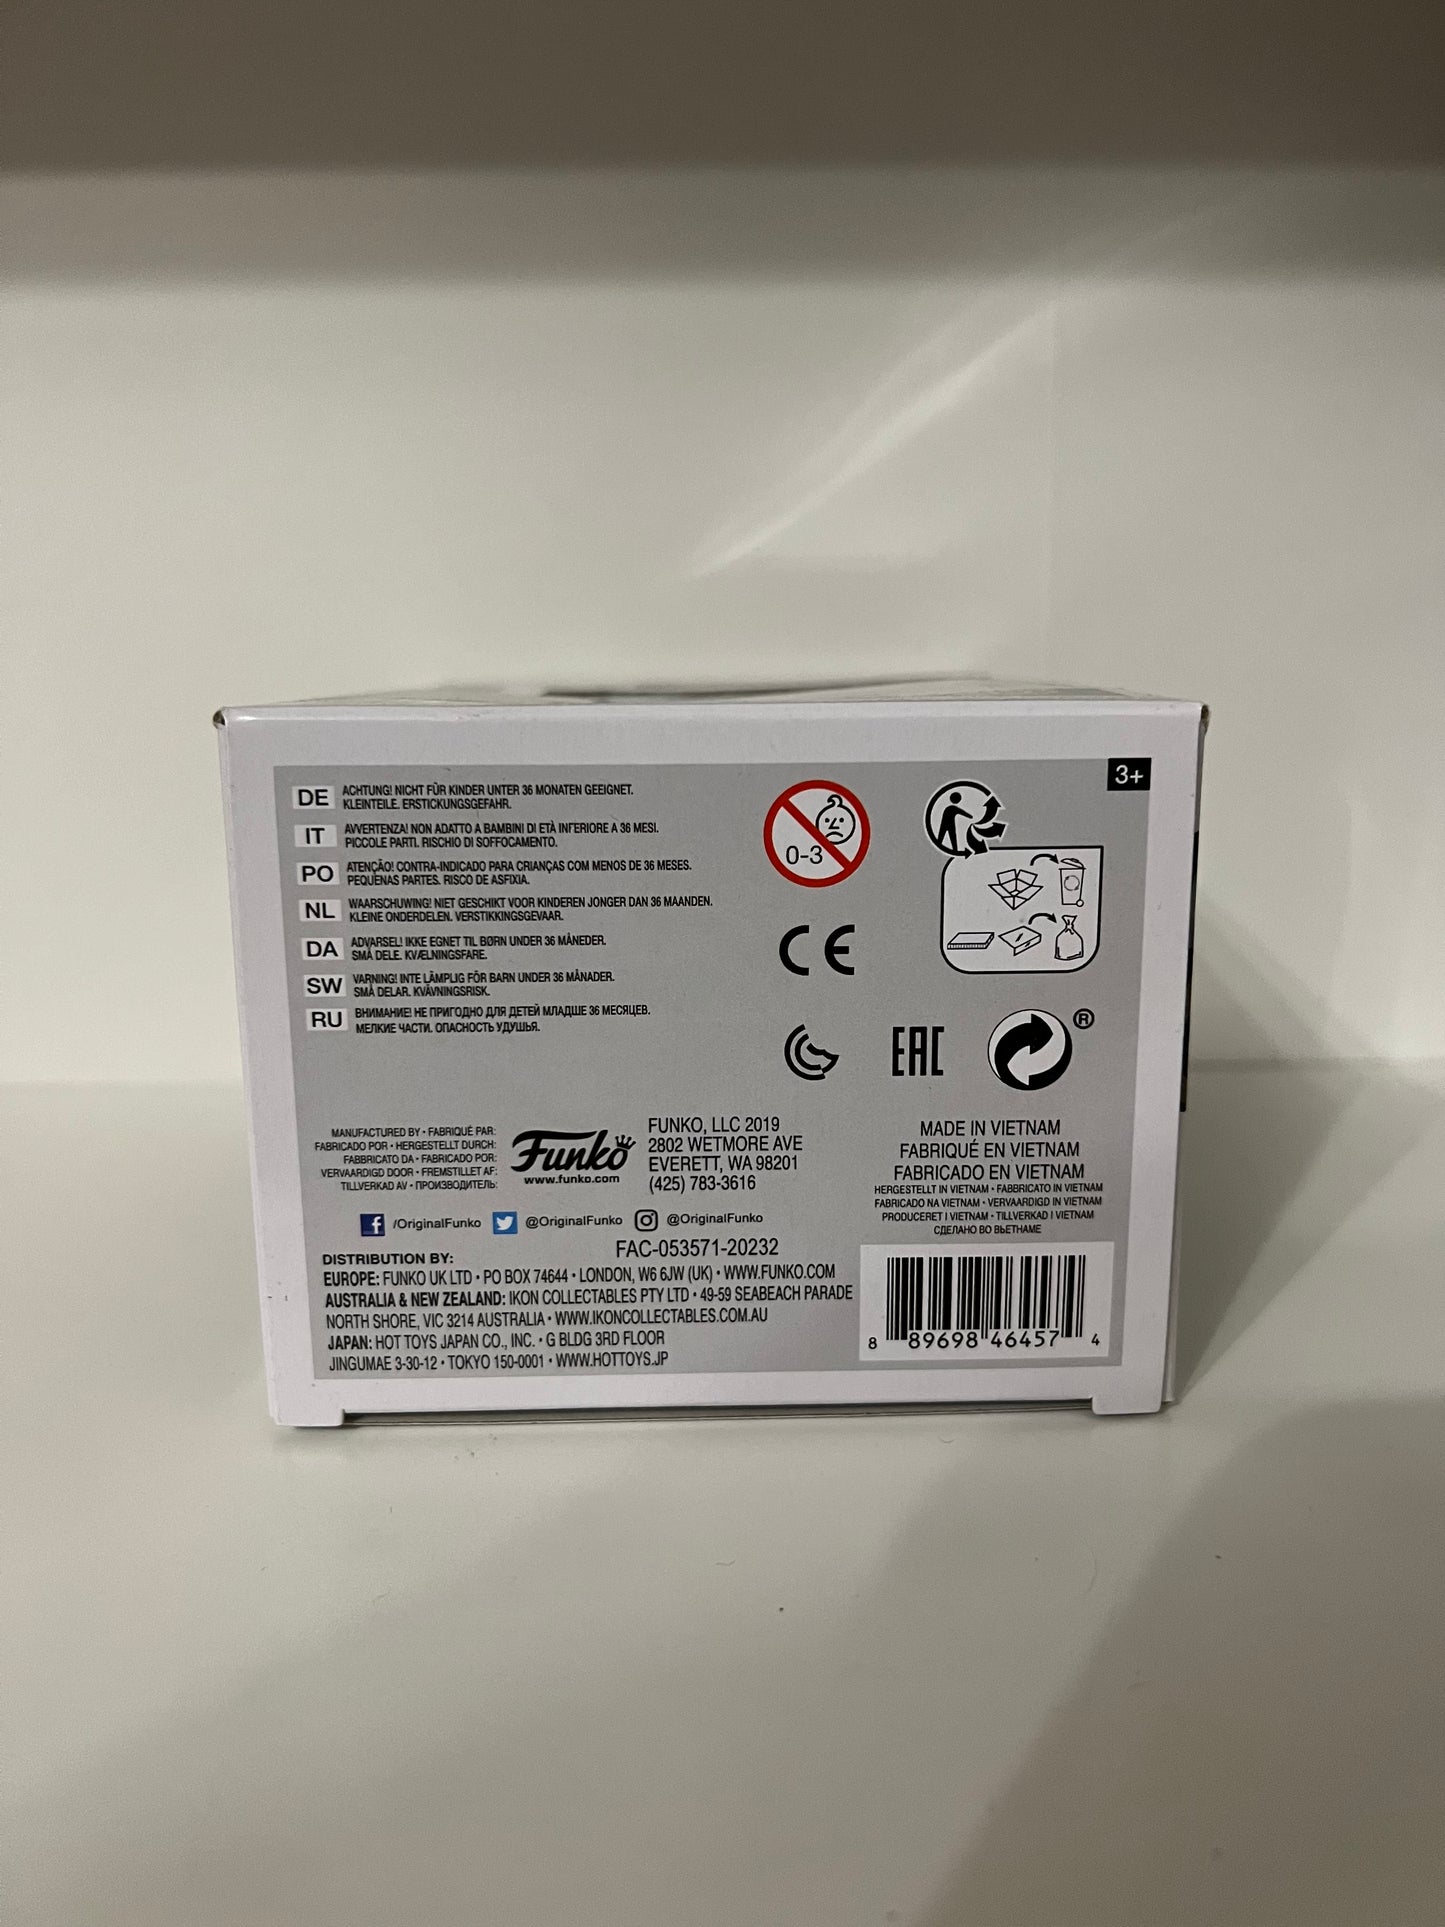 3+
DE
ACHTUNG! NICHT FÜR KINDER UNTER 36 MONATEN GEEIGNET.
KLEINTEILE. ERSTICKUNGSGEFAHR.
IT
AVVERTENZA! NON ADATTO A BAMBINI DI ETÀ INFERIORE A 36 MESI.
PICCOLE PARTI. RISCHIO DI SOFFOCAMENTO.
PO
ATENÇÃO! CONTRA-INDICADO PARA CRIANÇAS COM MENOS DE 36 MESES.
PEQUENAS PARTES. RISCO DE ASFIXIA.
NL
WAARSCHUWING! NIET GESCHIKT VOOR KINDEREN JONGER DAN 36 MAANDEN.
KLEINE ONDERDELEN. VERSTIKKINGSGEVAAR.
DA
ADVARSEL! IKKE EGNET TIL BØRN UNDER 36 MÅNEDER.
SMÅ DELE. KVÆLNINGSFARE.
SW
VARNING! INTE LÄMPLIG FÖR BARN UNDER 36 MÅNADER.
SMÅ DELAR. KVÄVNINGSRISK.
RU
ВНИМАНИЕ! НЕ ПРИГОДНО ДЛЯ ДЕТЕЙ МЛАДШЕ 36 МЕСЯЦЕВ.
МЕЛКИЕ ЧАСТИ. ОПАСНОСТЬ УДУШЬЯ.
0-3
CE
EAC
®
MANUFACTURED BY • FABRIQUÉ PAR:
FABRICADO POR • HERGESTELLT DURCH:
FABBRICATO DA • FABRICADO POR:
VERVAARDIGD DOOR • FREMSTILLET AF:
TILLVERKAD AV • ПРОИЗВОДИТЕЛЬ:
Funko
www.funko.com
FUNKO, LLC 2019
2802 WETMORE AVE
EVERETT, WA 98201
(425) 783-3616
MADE IN VIETNAM
FABRIQUÉ EN VIETNAM
FABRICADO EN VIETNAM
HERGESTELLT IN VIETNAM • FABBRICATO IN VIETNAM
FABRICADO NA VIETNAM • VERVAARDIGD IN VIETNAM
PRODUCERET I VIETNAM • TILLVERKAD I VIETNAM
СДЕЛАНО ВО ВЬЕТНАМЕ
f /OriginalFunko @OriginalFunko @OriginalFunko
FAC-053571-20232
DISTRIBUTION BY:
EUROPE: FUNKO UK LTD • PO BOX 74644 • LONDON, W6 6JW (UK) • WWW.FUNKO.COM
AUSTRALIA & NEW ZEALAND: IKON COLLECTABLES PTY LTD • 49-59 SEABEACH PARADE
NORTH SHORE, VIC 3214 AUSTRALIA • WWW.IKONCOLLECTABLES.COM.AU
JAPAN: HOT TOYS JAPAN CO., INC. • G BLDG 3RD FLOOR
JINGUMAE 3-30-12 • TOKYO 150-0001 • WWW.HOTTOYS.JP
8 89698 46457 4